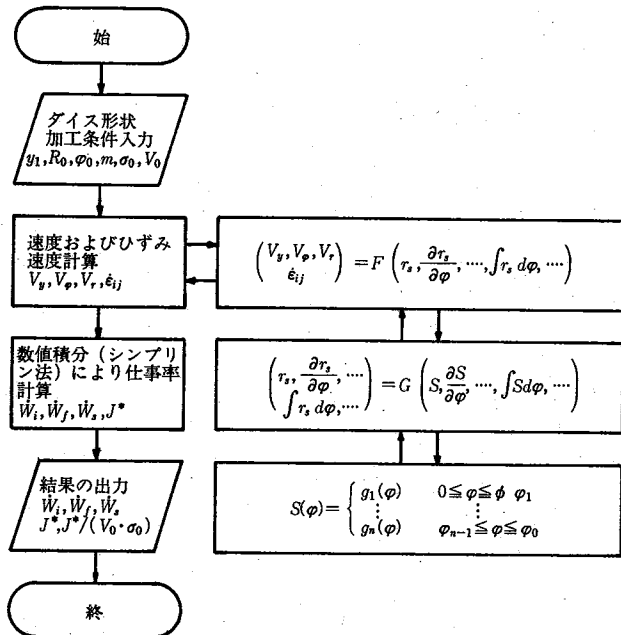 始
ダイス形状
加工条件入力
y₁, R₀, φ₀, m, σ₀, V₀
速度およびひずみ
速度計算
V_y, V_φ, V_r, ε̇_ij
(V_y, V_φ, V_r / ε̇_ij) = F (r_s, ∂r_s/∂φ, ····, ∫r_s dφ, ····)
数値積分（シンプリ
ン法）により仕事率
計算
Ẇ_i, Ẇ_f, Ẇ_s, J*
(r_s, ∂r_s/∂φ, ···· / ∫r_s dφ, ····) = G (S, ∂S/∂φ, ····, ∫Sdφ, ····)
結果の出力
Ẇ_i, Ẇ_f, Ẇ_s
J*, J*/(V₀·σ₀)
S(φ) = { g₁(φ) 0≦φ≦ϕ φ₁
⋮ ⋮
g_n(φ) φ_{n-1}≦φ≦φ₀
終